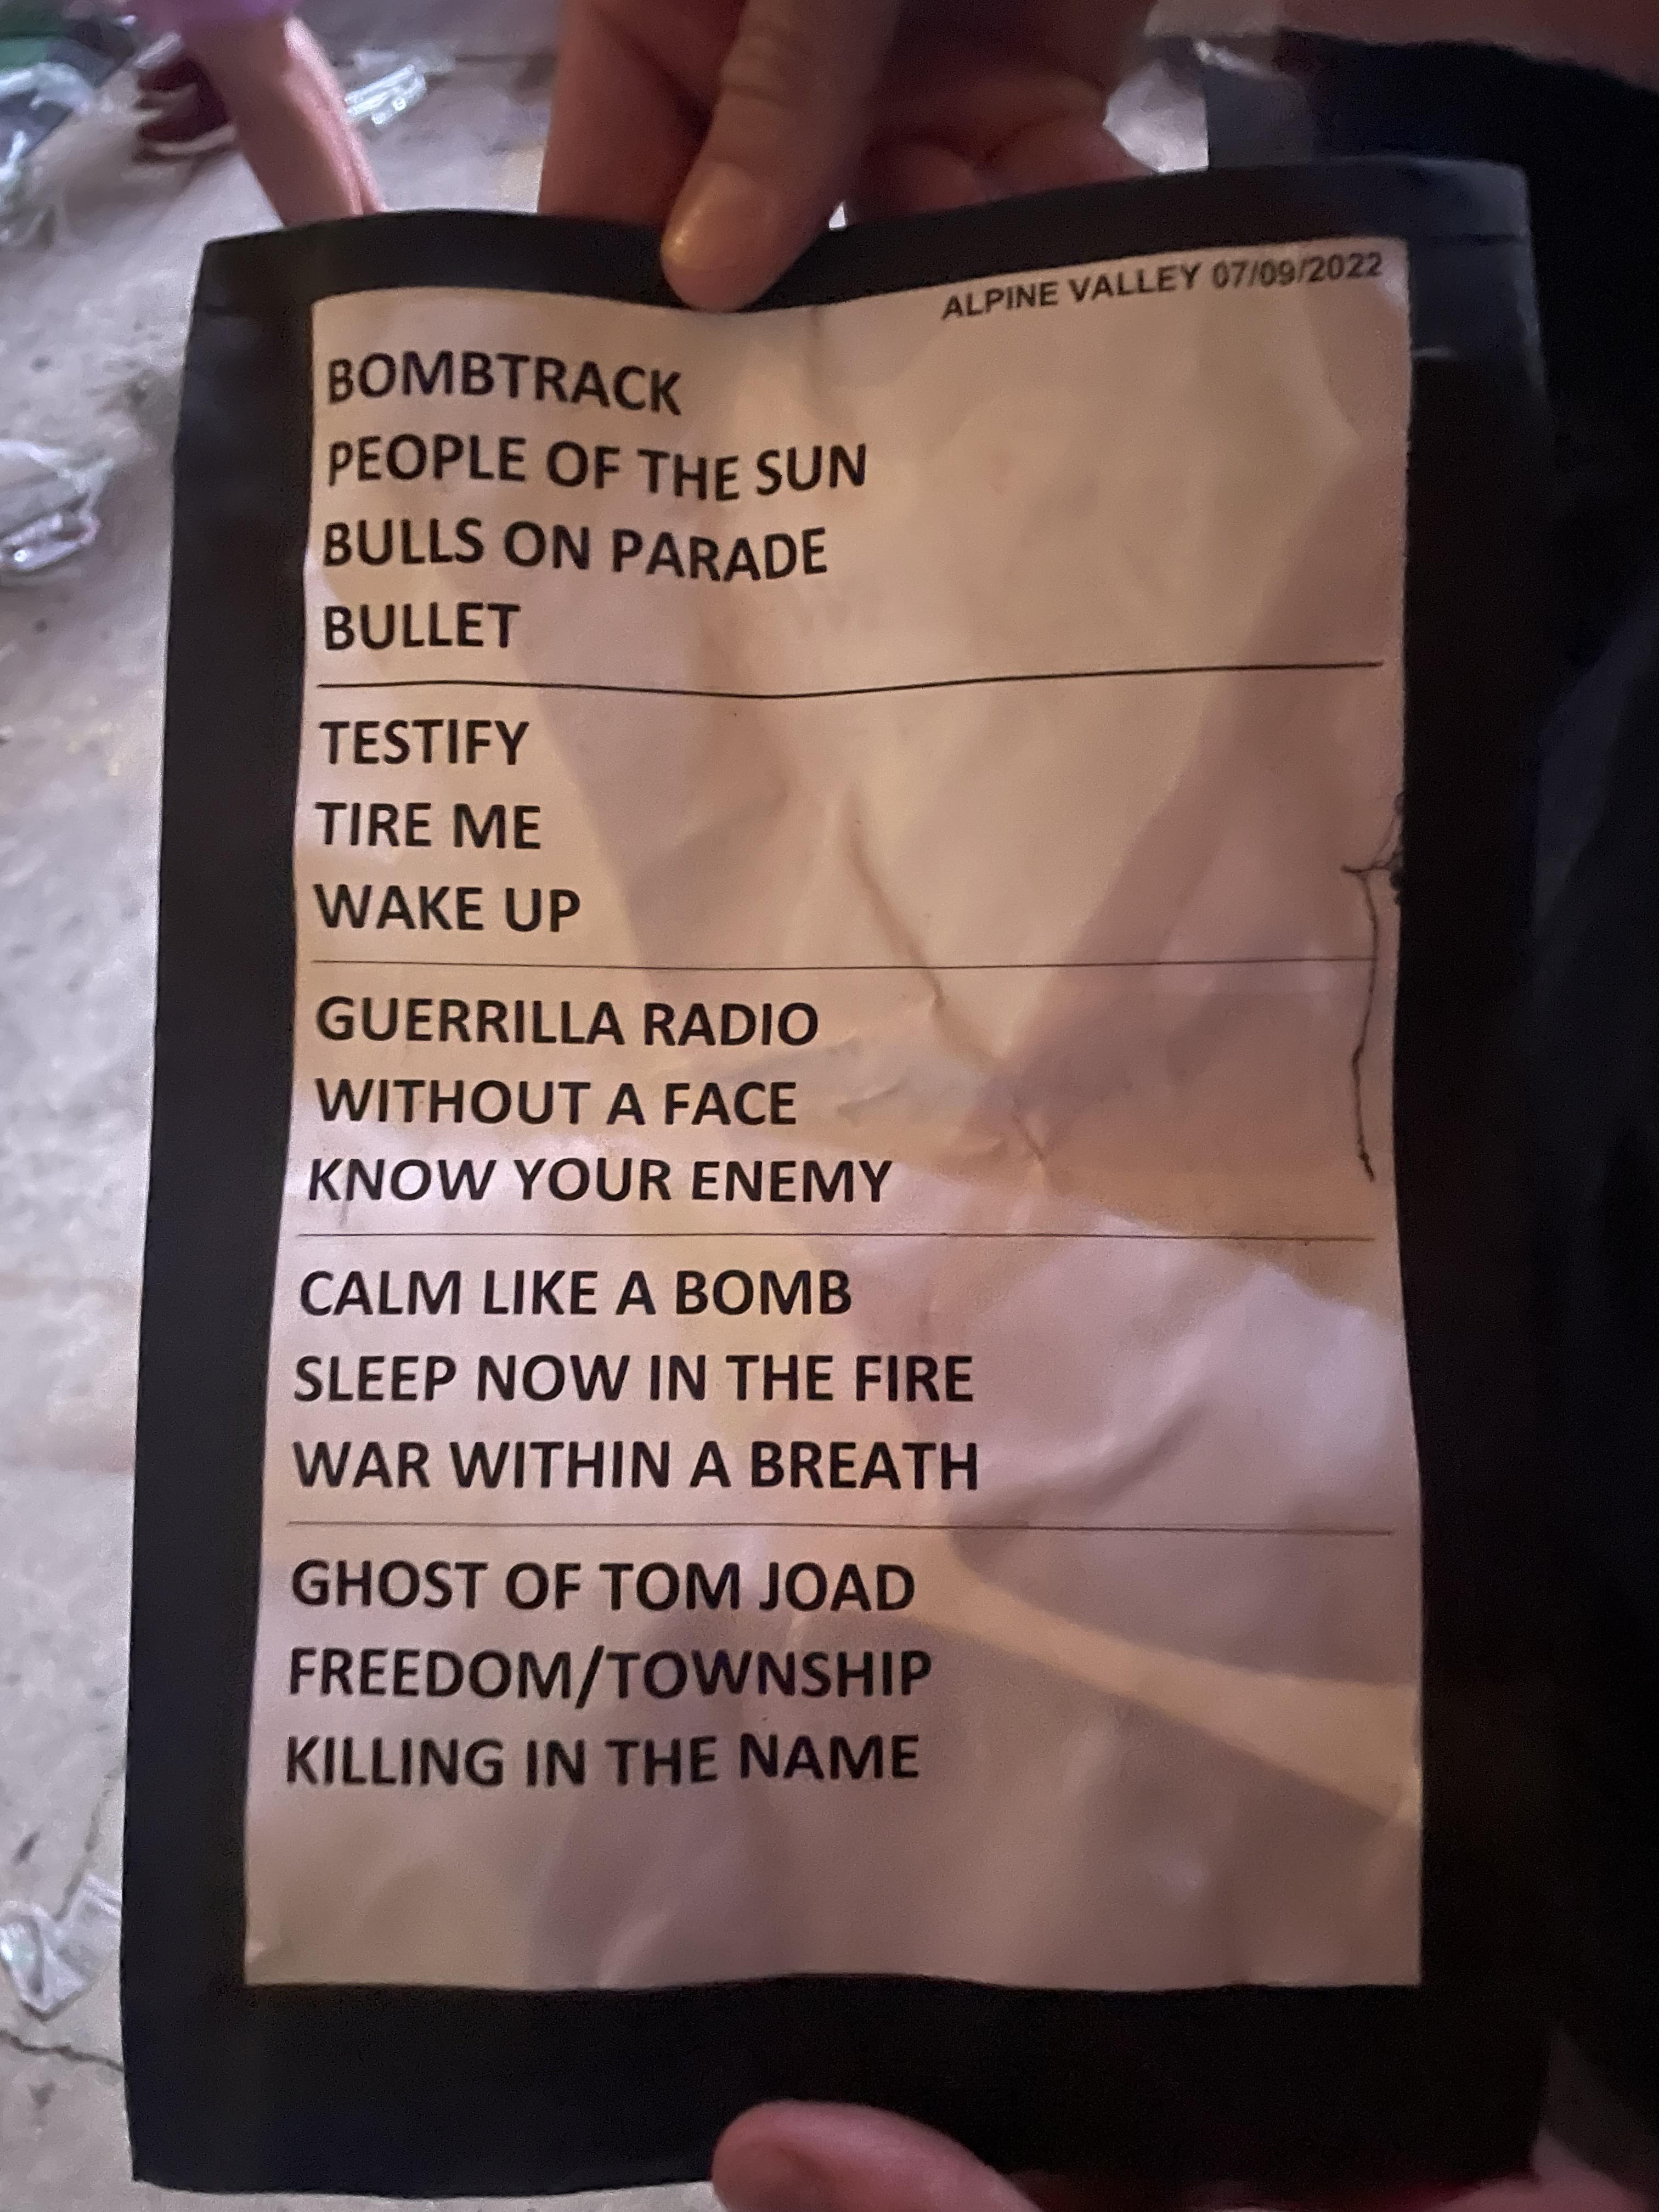 ALPINE VALLEY 07/09/2022
BOMBTRACK
PEOPLE OF THE SUN
BULLS ON PARADE
BULLET
TESTIFY
TIRE ME
WAKE UP
GUERRILLA RADIO
WITHOUT A FACE
KNOW YOUR ENEMY
CALM LIKE A BOMB
SLEEP NOW IN THE FIRE
WAR WITHIN A BREATH
GHOST OF TOM JOAD
FREEDOM/TOWNSHIP
KILLING IN THE NAME